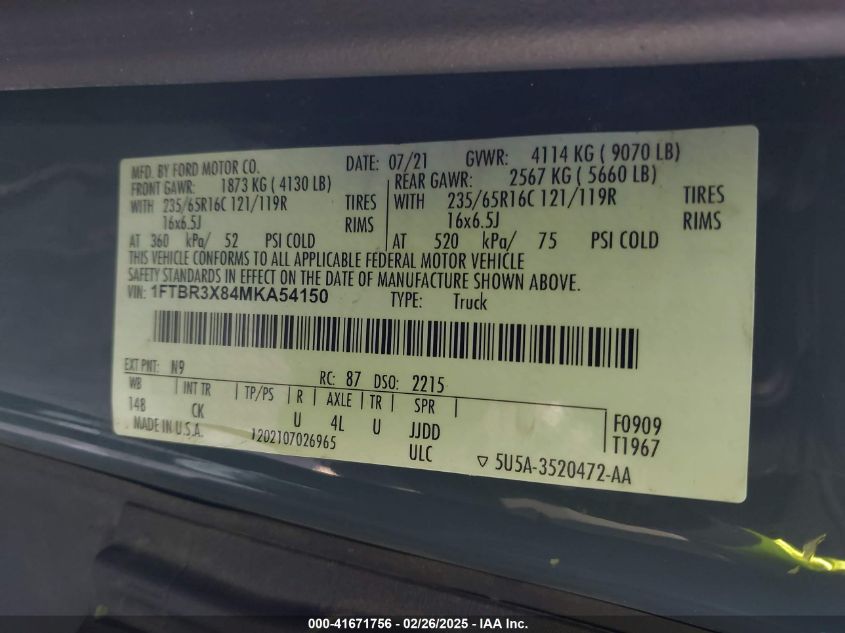 MFD. BY FORD MOTOR CO. DATE: 07/21 GVWR: 4114 KG ( 9070 LB)
FRONT GAWR: 1873 KG ( 4130 LB) REAR GAWR: 2567 KG ( 5660 LB)
WITH 235/65R16C 121/119R TIRES WITH 235/65R16C 121/119R TIRES
16x6.5J RIMS 16x6.5J RIMS
AT 360 kPa/ 52 PSI COLD AT 520 kPa/ 75 PSI COLD
THIS VEHICLE CONFORMS TO ALL APPLICABLE FEDERAL MOTOR VEHICLE
SAFETY STANDARDS IN EFFECT ON THE DATE OF MANUFACTURE SHOWN ABOVE.
VIN: 1FTBR3X84MKA54150 TYPE: Truck
EXT PNT: N9 RC: 87 DSO: 2215
WB INT TR TP/PS R AXLE TR SPR
148 CK U 4L U JJDD F0909
MADE IN U.S.A. 1202107026965 ULC T1967
▽ 5U5A-3520472-AA
000-41671756 - 02/26/2025 - IAA Inc.